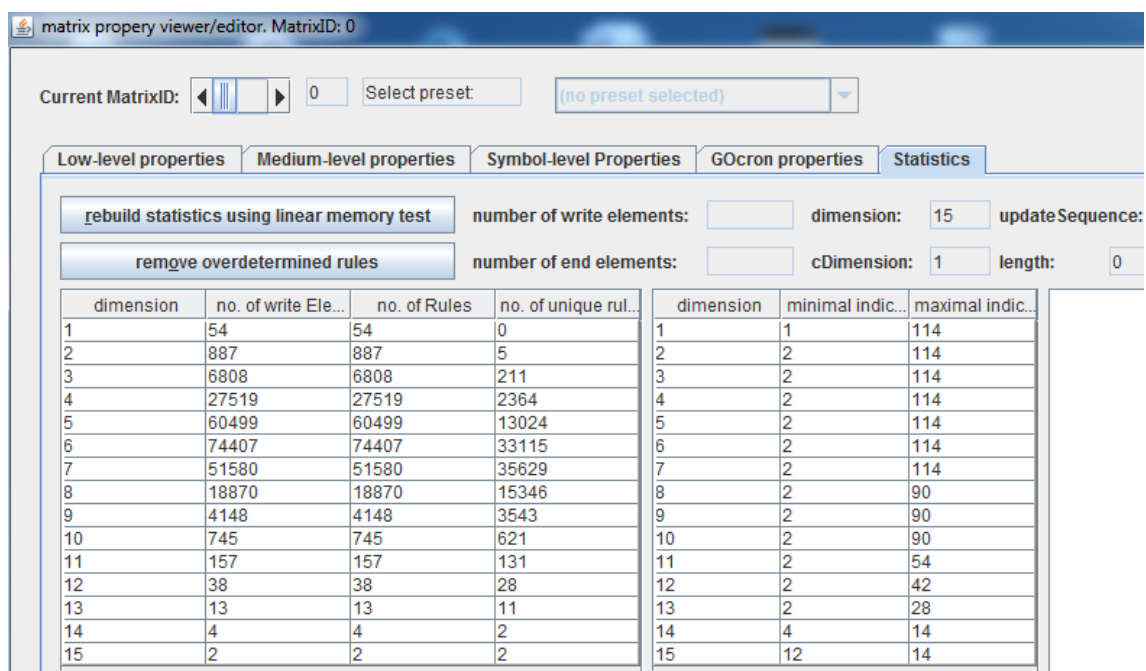 matrix propery viewer/editor. MatrixID: 0
Current MatrixID: 0 Select preset: (no preset selected)
Low-level properties Medium-level properties Symbol-level Properties GOcron properties Statistics
rebuild statistics using linear memory test number of write elements: dimension: 15 updateSequence:
remove overdetermined rules number of end elements: cDimension: 1 length: 0
dimension no. of write Ele... no. of Rules no. of unique rul... dimension minimal indic... maximal indic...
1 54 54 0 1 1 114
2 887 887 5 2 2 114
3 6808 6808 211 3 2 114
4 27519 27519 2364 4 2 114
5 60499 60499 13024 5 2 114
6 74407 74407 33115 6 2 114
7 51580 51580 35629 7 2 114
8 18870 18870 15346 8 2 90
9 4148 4148 3543 9 2 90
10 745 745 621 10 2 90
11 157 157 131 11 2 54
12 38 38 28 12 2 42
13 13 13 11 13 2 28
14 4 4 2 14 4 14
15 2 2 2 15 12 14